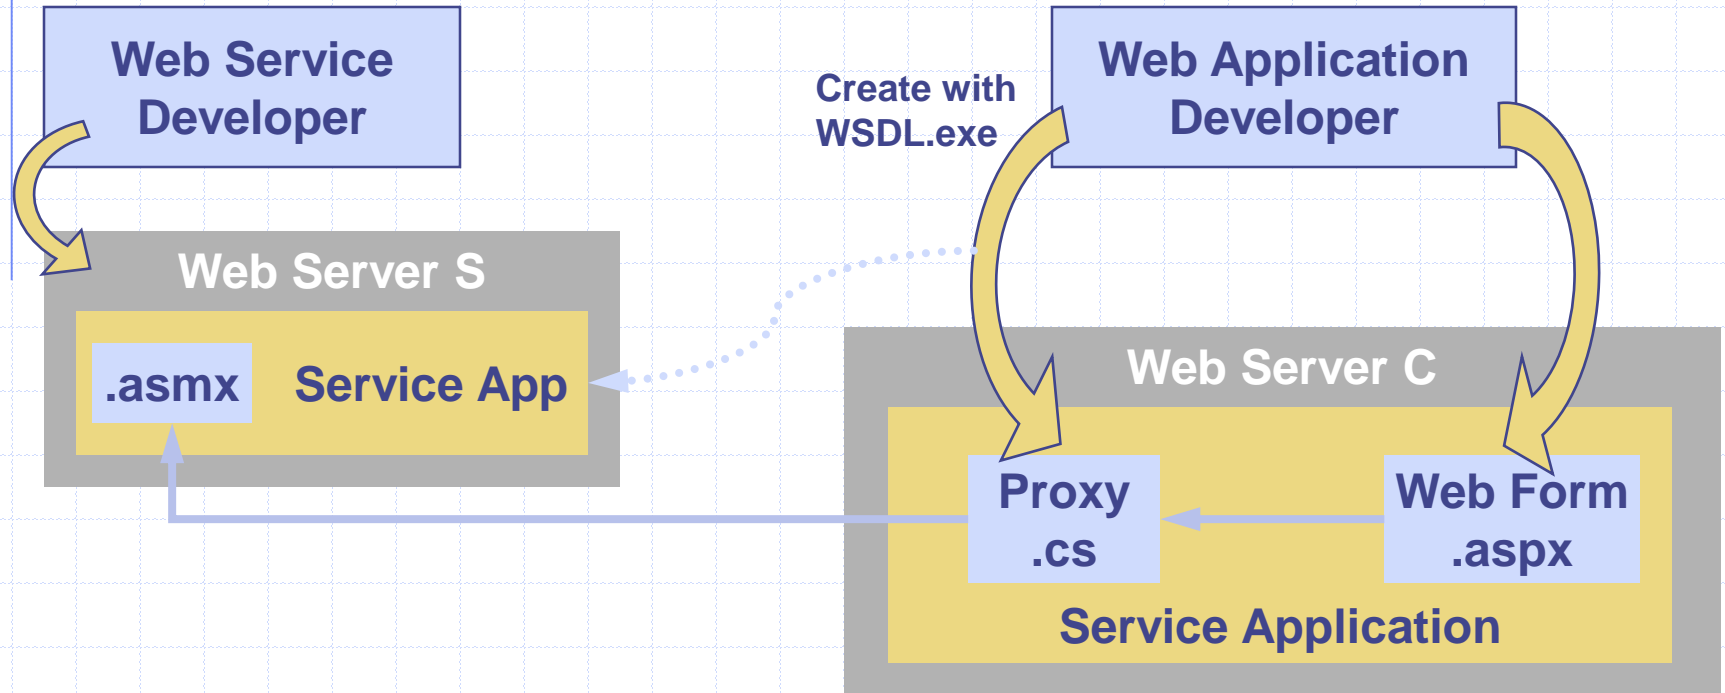 Web Service
Developer
Create with
WSDL.exe
Web Application
Developer
Web Server S
.asmx
Service App
Web Server C
Proxy
.cs
Web Form
.aspx
Service Application